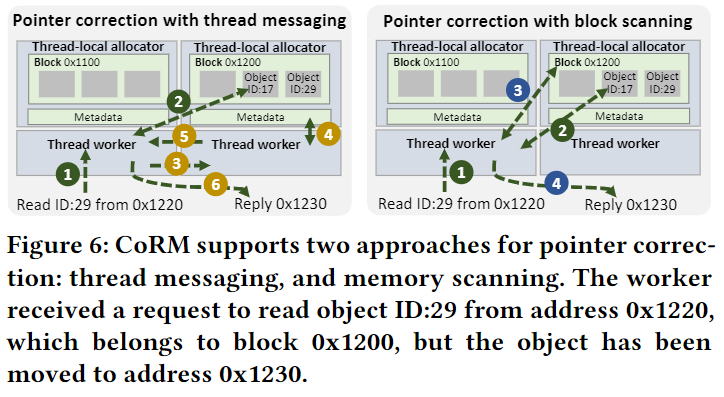 Pointer correction with thread messaging
Thread-local allocator
Block 0x1100
Metadata
Thread-local allocator
Block 0x1200
Object ID:17
Object ID:29
Metadata
2
5
4
Thread worker
Thread worker
3
1
6
Read ID:29 from 0x1220
Reply 0x1230
Pointer correction with block scanning
Thread-local allocator
Block 0x1100
Metadata
Thread-local allocator
Block 0x1200
Object ID:17
Object ID:29
Metadata
3
2
Thread worker
Thread worker
1
4
Read ID:29 from 0x1220
Reply 0x1230
Figure 6: CoRM supports two approaches for pointer correc-
tion: thread messaging, and memory scanning. The worker
received a request to read object ID:29 from address 0x1220,
which belongs to block 0x1200, but the object has been
moved to address 0x1230.